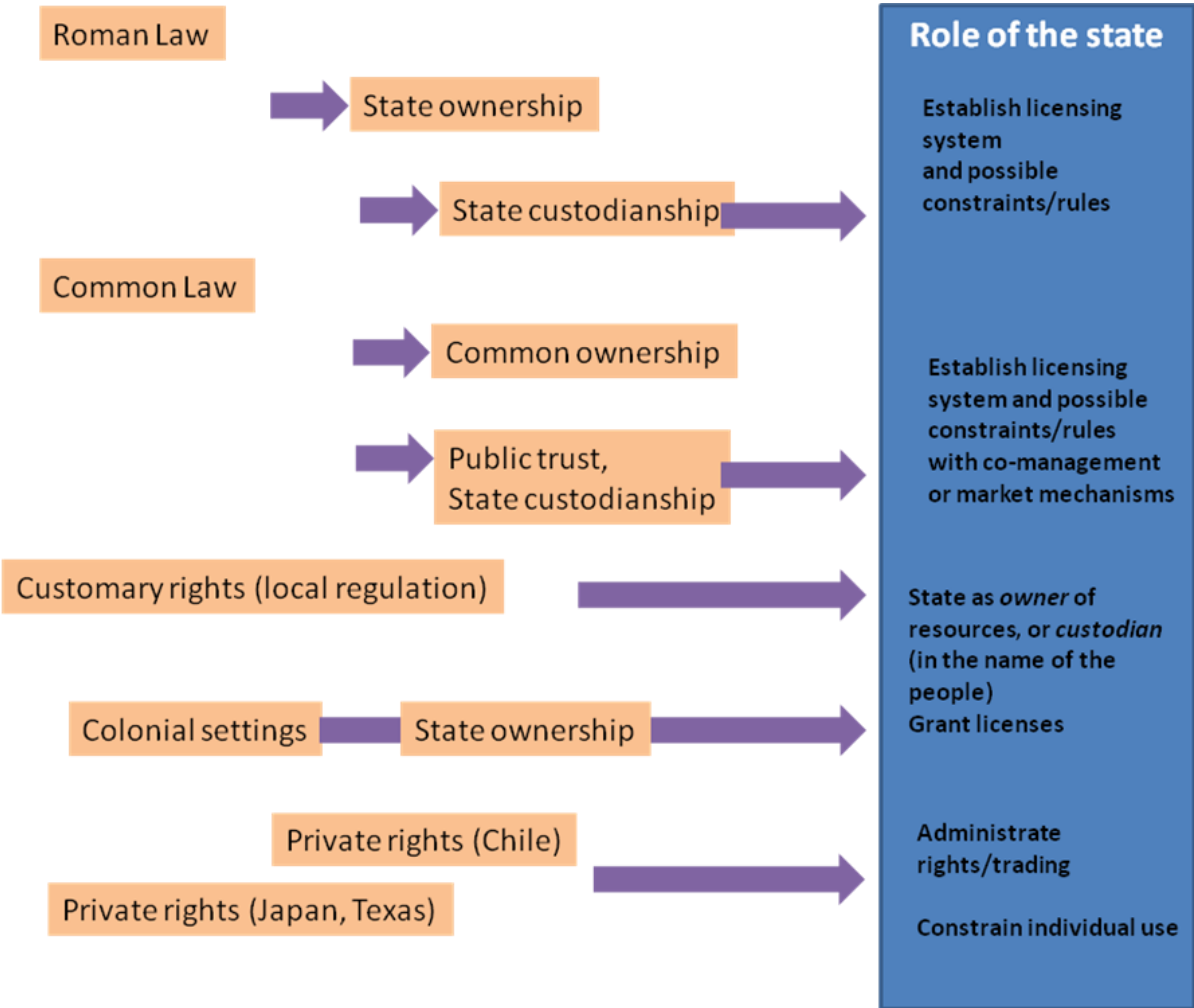 Roman Law
State ownership
State custodianship
Common Law
Common ownership
Public trust,
State custodianship
Customary rights (local regulation)
Colonial settings
State ownership
Private rights (Chile)
Private rights (Japan, Texas)
Role of the state
Establish licensing
system
and possible
constraints/rules
Establish licensing
system and possible
constraints/rules
with co-management
or market mechanisms
State as owner of
resources, or custodian
(in the name of the
people)
Grant licenses
Administrate
rights/trading
Constrain individual use